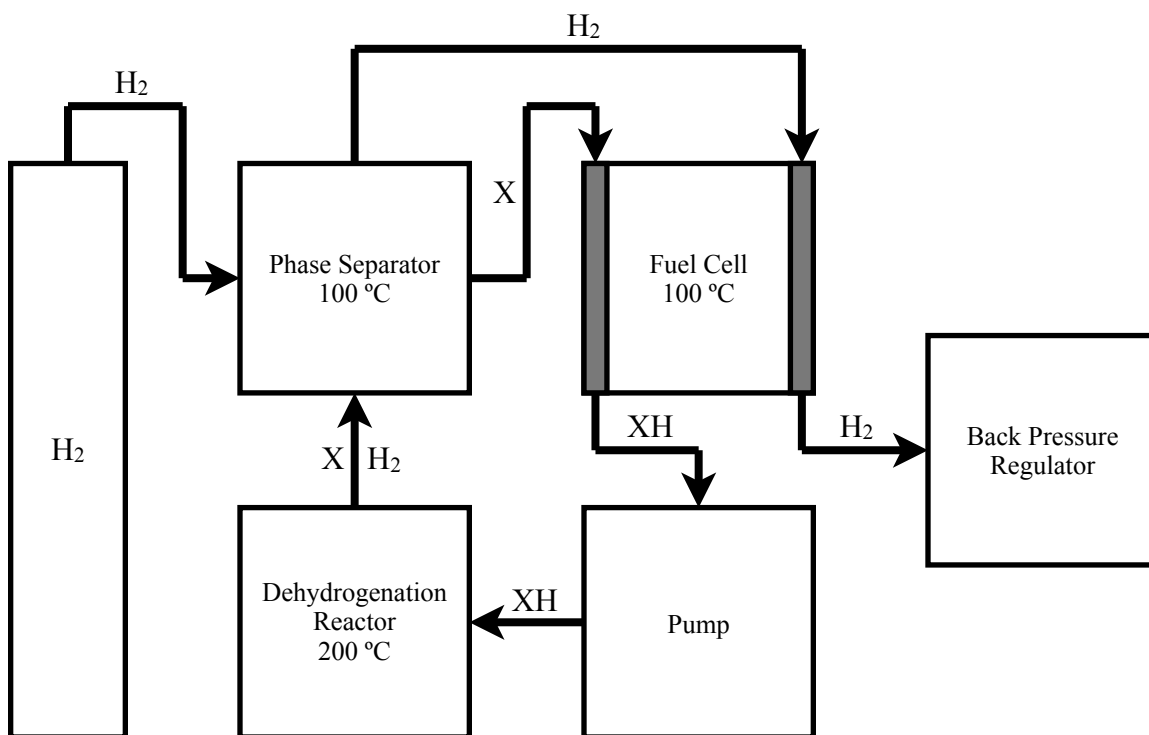 H₂
H₂
X
Phase Separator
100 ºC
Fuel Cell
100 ºC
H₂
X H₂
XH
H₂
Back Pressure
Regulator
Dehydrogenation
Reactor
200 ºC
XH
Pump